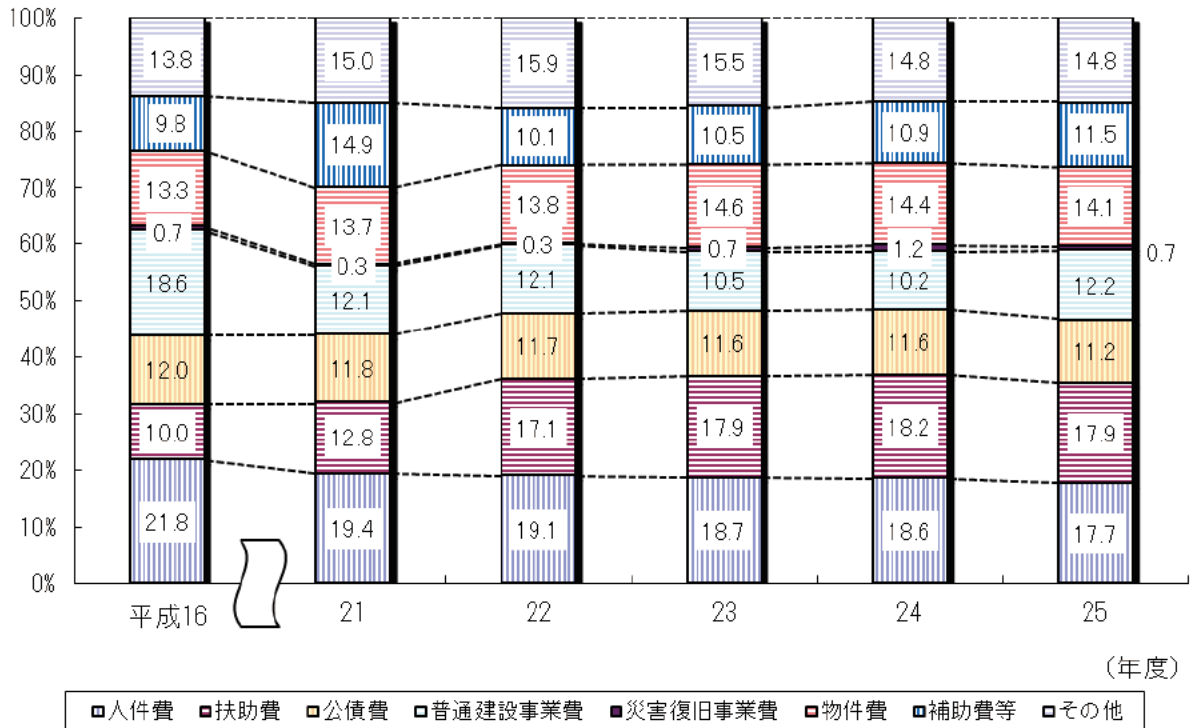 100%
13.8 15.0 15.9 15.5 14.8 14.8
90%
80%
9.8 14.9 10.1 10.5 10.9 11.5
70%
13.3 13.7 13.8 14.6 14.4 14.1
60%
0.7 0.3 0.3 0.7 1.2 0.7
50%
18.6 12.1 12.1 10.5 10.2 12.2
40%
12.0 11.8 11.7 11.6 11.6 11.2
30%
10.0 12.8 17.1 17.9 18.2 17.9
20%
10%
21.8 19.4 19.1 18.7 18.6 17.7
0%
平成16 21 22 23 24 25
(年度)
人件費 扶助費 公債費 普通建設事業費 災害復旧事業費 物件費 補助費等 その他